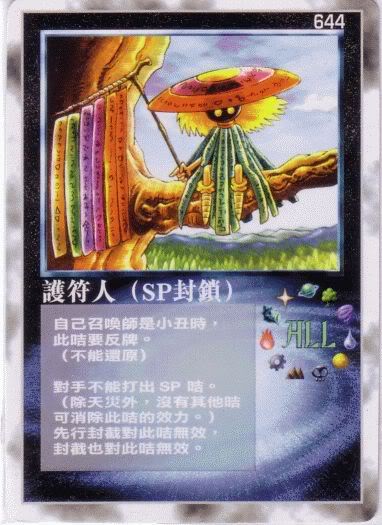 644
護符人（SP封鎖）
自己召喚師是小丑時，
此咭要反牌。
（不能還原）
對手不能打出 SP 咭。
（除天災外，沒有其他咭
可消除此咭的效力。）
先行封截對此咭無效，
封截也對此咭無效。
ALL